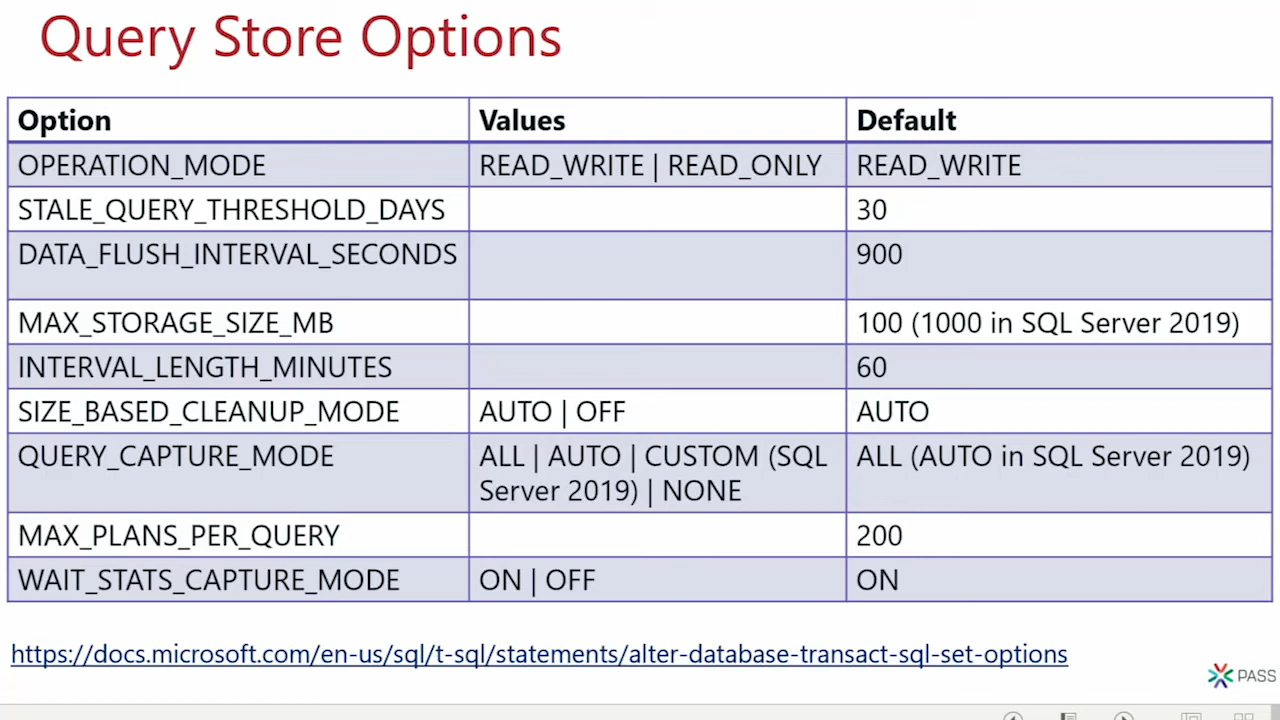 Query Store Options
Option Values Default
OPERATION_MODE READ_WRITE | READ_ONLY READ_WRITE
STALE_QUERY_THRESHOLD_DAYS 30
DATA_FLUSH_INTERVAL_SECONDS 900
MAX_STORAGE_SIZE_MB 100 (1000 in SQL Server 2019)
INTERVAL_LENGTH_MINUTES 60
SIZE_BASED_CLEANUP_MODE AUTO | OFF AUTO
QUERY_CAPTURE_MODE ALL | AUTO | CUSTOM (SQL ALL (AUTO in SQL Server 2019)
Server 2019) | NONE
MAX_PLANS_PER_QUERY 200
WAIT_STATS_CAPTURE_MODE ON | OFF ON
https://docs.microsoft.com/en-us/sql/t-sql/statements/alter-database-transact-sql-set-options
PASS